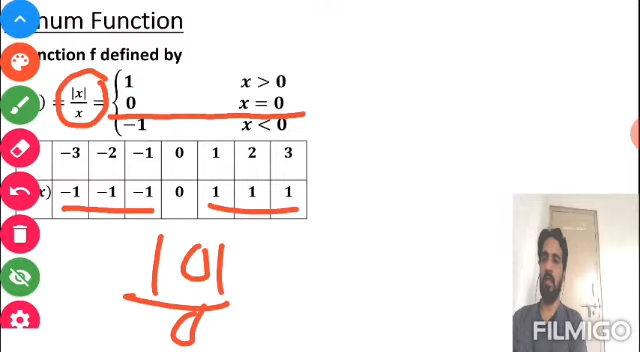 num Function
nction f defined by
) = |x|/x = { 1 x > 0
0 x = 0
−1 x < 0
−3 −2 −1 0 1 2 3
x) −1 −1 −1 0 1 1 1
|0|
0
FILMIGO